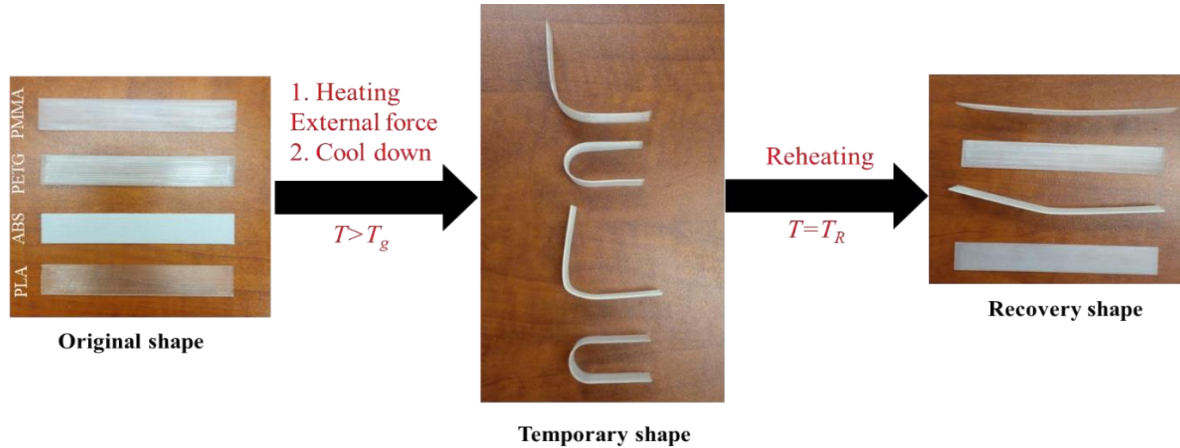 PMMA
PETG
ABS
PLA
Original shape
1. Heating
External force
2. Cool down
T>Tg
Temporary shape
Reheating
T=TR
Recovery shape